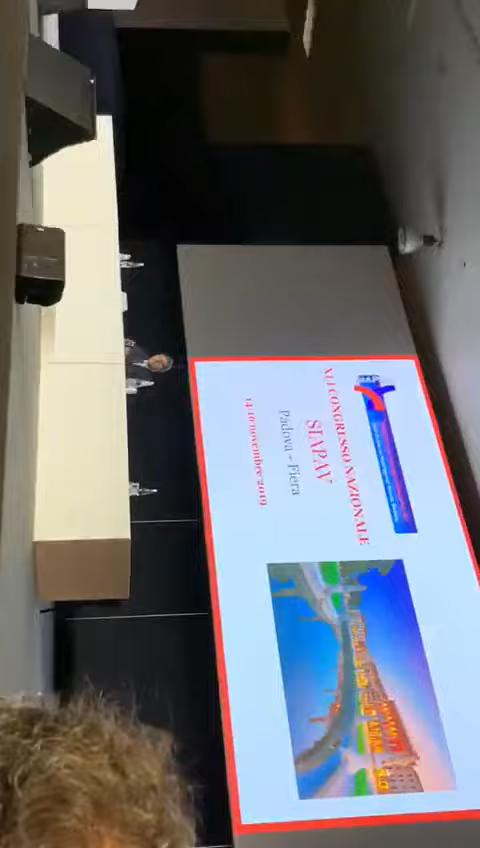 XLI CONGRESSO NAZIONALE
SIAPAV
Padova - Fiera
14-16 novembre 2019